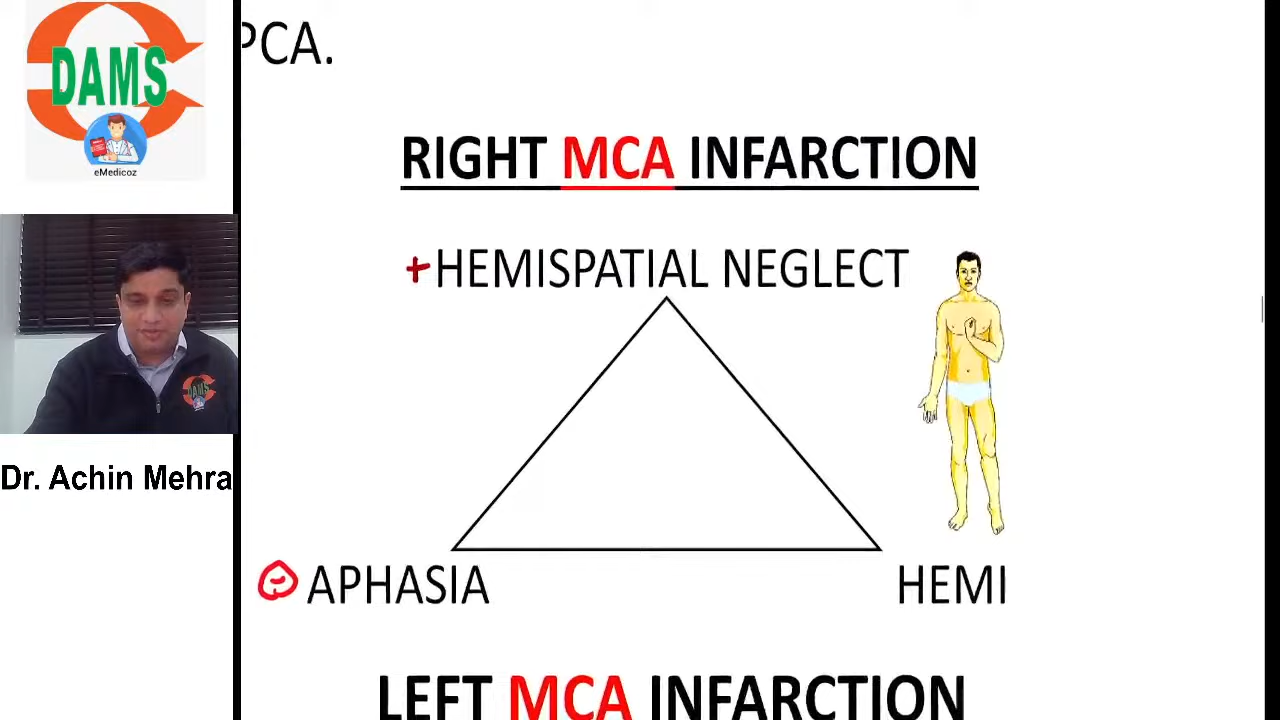 DAMS
eMedicoz
Dr. Achin Mehra
PCA.
RIGHT MCA INFARCTION
+HEMISPATIAL NEGLECT
APHASIA
HEMI
LEFT MCA INFARCTION